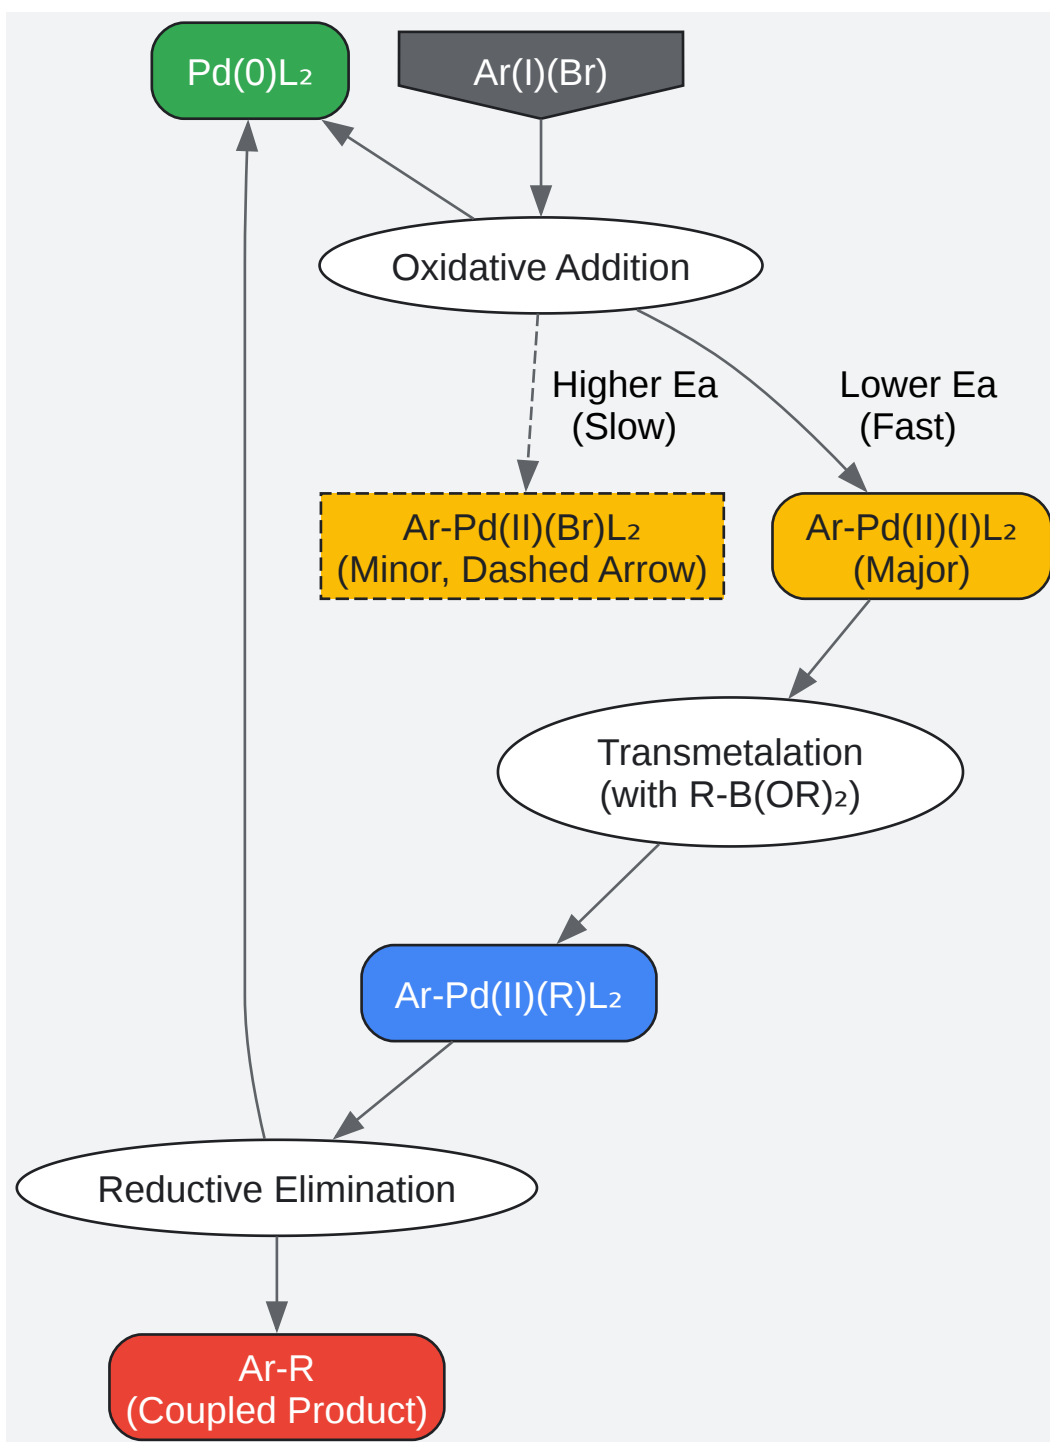 Pd(0)L₂
Ar(I)(Br)
Oxidative Addition
Higher Ea
(Slow)
Lower Ea
(Fast)
Ar-Pd(II)(Br)L₂
(Minor, Dashed Arrow)
Ar-Pd(II)(I)L₂
(Major)
Transmetalation
(with R-B(OR)₂)
Ar-Pd(II)(R)L₂
Reductive Elimination
Ar-R
(Coupled Product)